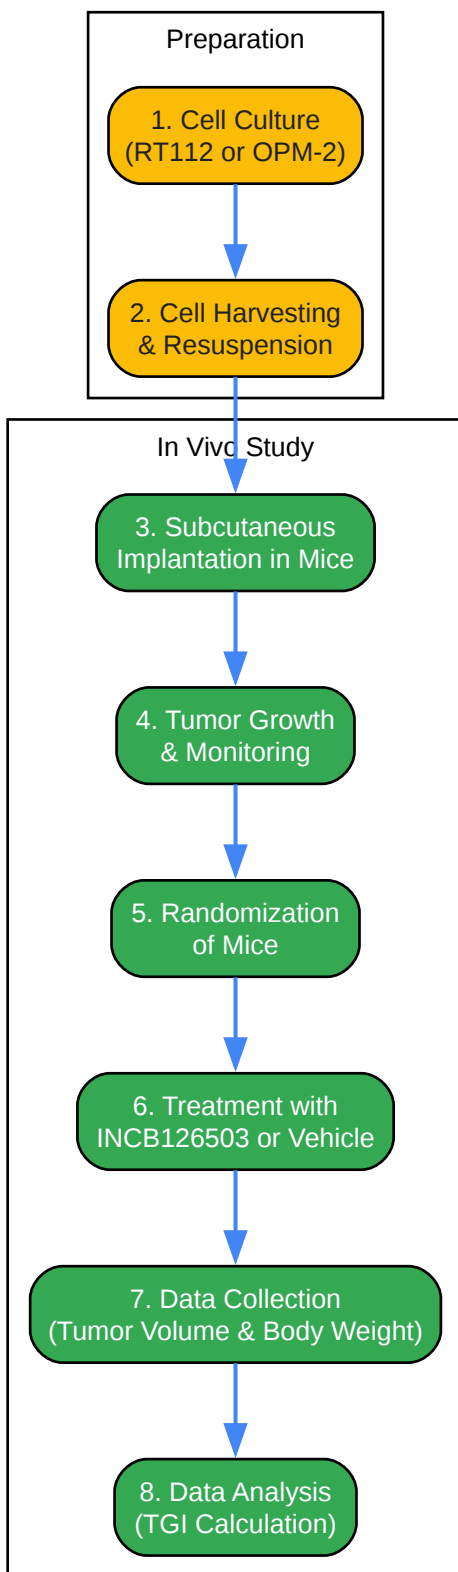 Preparation
1. Cell Culture
(RT112 or OPM-2)
2. Cell Harvesting
& Resuspension
In Vivo Study
3. Subcutaneous
Implantation in Mice
4. Tumor Growth
& Monitoring
5. Randomization
of Mice
6. Treatment with
INCB126503 or Vehicle
7. Data Collection
(Tumor Volume & Body Weight)
8. Data Analysis
(TGI Calculation)